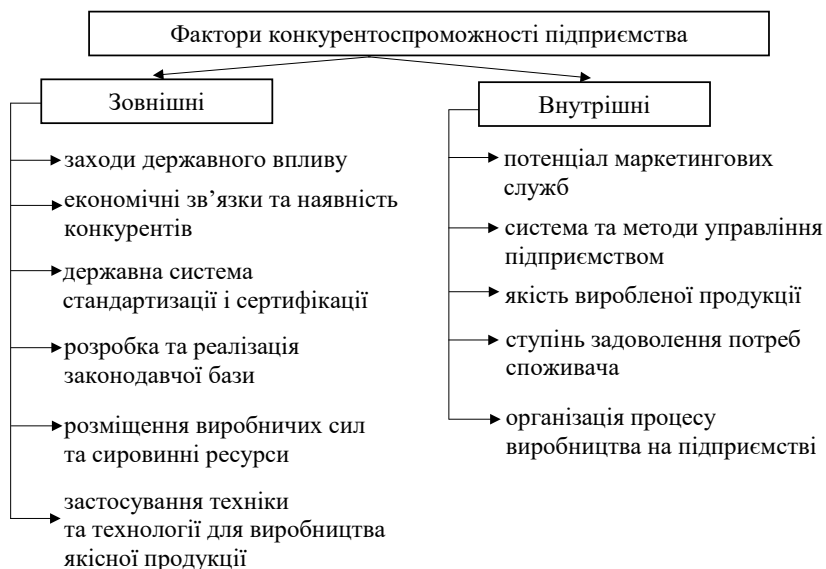 Фактори конкурентоспроможності підприємства
Зовнішні
заходи державного впливу
економічні зв’язки та наявність
конкурентів
державна система
стандартизації і сертифікації
розробка та реалізація
законодавчої бази
розміщення виробничих сил
та сировинні ресурси
застосування техніки
та технології для виробництва
якісної продукції
Внутрішні
потенціал маркетингових
служб
система та методи управління
підприємством
якість виробленої продукції
ступінь задоволення потреб
споживача
організація процесу
виробництва на підприємстві